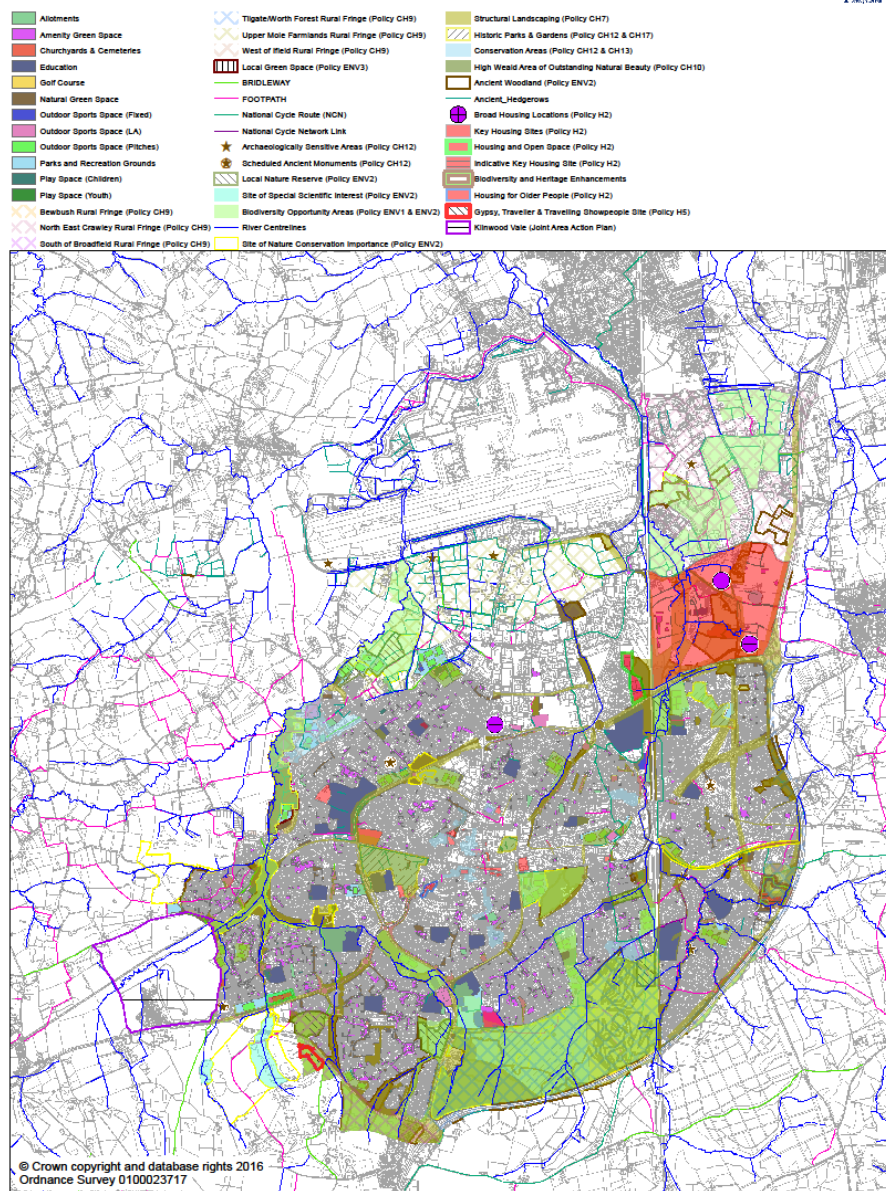 Allotments
Amenity Green Space
Churchyards & Cemeteries
Education
Golf Course
Natural Green Space
Outdoor Sports Space (Fixed)
Outdoor Sports Space (LA)
Outdoor Sports Space (Pitches)
Parks and Recreation Grounds
Play Space (Children)
Play Space (Youth)
Bewbush Rural Fringe (Policy CH9)
North East Crawley Rural Fringe (Policy CH9)
South of Broadfield Rural Fringe (Policy CH9)
Tilgate/Worth Forest Rural Fringe (Policy CH9)
Upper Mole Farmlands Rural Fringe (Policy CH9)
West of Ifield Rural Fringe (Policy CH9)
Local Green Space (Policy ENV3)
BRIDLEWAY
FOOTPATH
National Cycle Route (NCN)
National Cycle Network Link
Archaeologically Sensitive Areas (Policy CH12)
Scheduled Ancient Monuments (Policy CH12)
Local Nature Reserve (Policy ENV2)
Site of Special Scientific Interest (Policy ENV2)
Biodiversity Opportunity Areas (Policy ENV1 & ENV2)
River Centrelines
Site of Nature Conservation Importance (Policy ENV2)
Structural Landscaping (Policy CH7)
Historic Parks & Gardens (Policy CH12 & CH17)
Conservation Areas (Policy CH12 & CH13)
High Weald Area of Outstanding Natural Beauty (Policy CH10)
Ancient Woodland (Policy ENV2)
Ancient_Hedgerows
Broad Housing Locations (Policy H2)
Key Housing Sites (Policy H2)
Housing and Open Space (Policy H2)
Indicative Key Housing Site (Policy H2)
Biodiversity and Heritage Enhancements
Housing for Older People (Policy H2)
Gypsy, Traveller & Travelling Showpeople Site (Policy H5)
Kilnwood Vale (Joint Area Action Plan)
© Crown copyright and database rights 2016
Ordnance Survey 0100023717